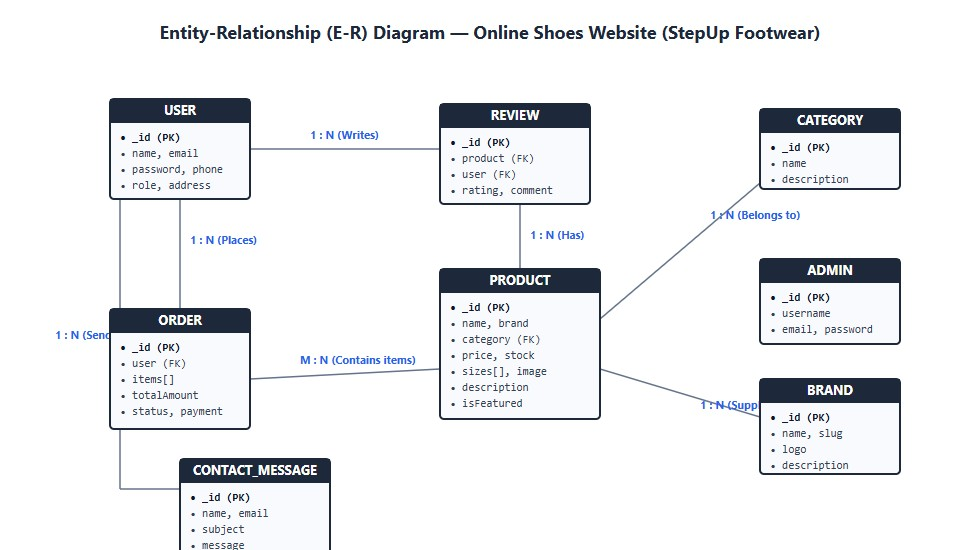 Entity-Relationship (E-R) Diagram — Online Shoes Website (StepUp Footwear)
USER
• _id (PK)
• name, email
• password, phone
• role, address
1 : N (Writes)
REVIEW
• _id (PK)
• product (FK)
• user (FK)
• rating, comment
CATEGORY
• _id (PK)
• name
• description
1 : N (Belongs to)
1 : N (Places)
1 : N (Has)
ADMIN
• _id (PK)
• username
• email, password
PRODUCT
• _id (PK)
• name, brand
• category (FK)
• price, stock
• sizes[], image
• description
• isFeatured
ORDER
• _id (PK)
• user (FK)
• items[]
• totalAmount
• status, payment
1 : N (Send
M : N (Contains items)
1 : N (Suppl
BRAND
• _id (PK)
• name, slug
• logo
• description
CONTACT_MESSAGE
• _id (PK)
• name, email
• subject
• message